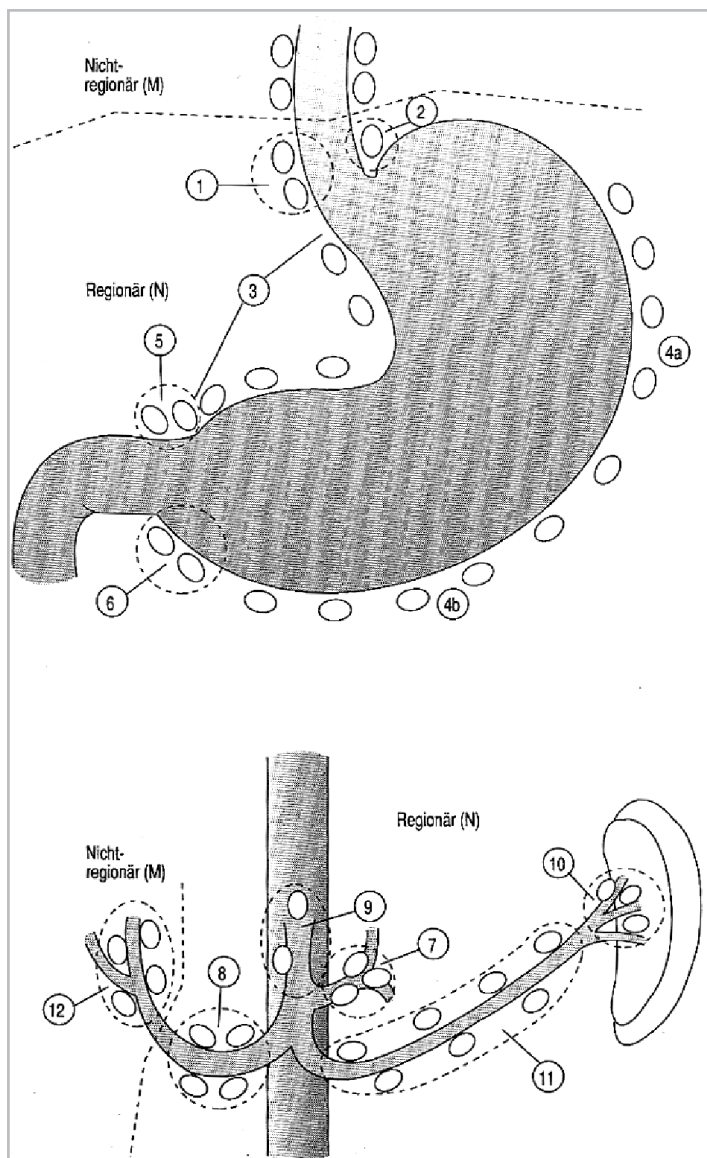 Nicht-
regionär (M)
2
1
Regionär (N)
3
5
4a
6
4b
Regionär (N)
Nicht-
regionär (M)
10
9
7
8
12
11